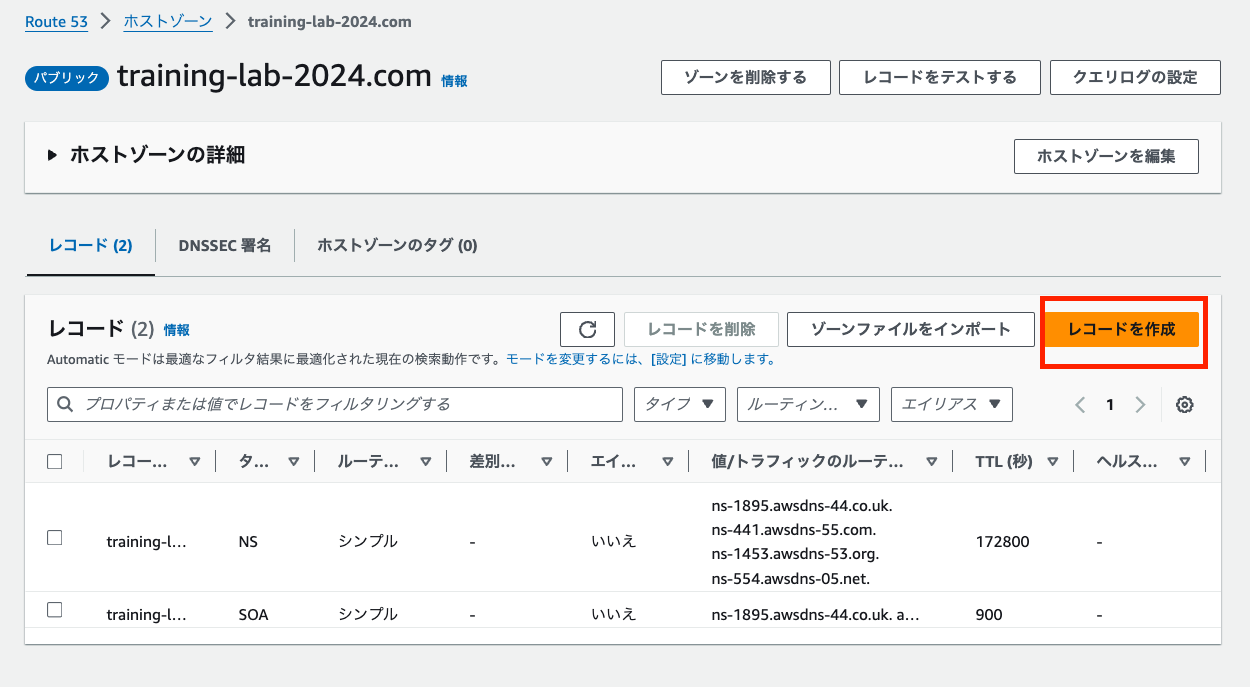 Route 53 > ホストゾーン > training-lab-2024.com
パブリック training-lab-2024.com 情報
ゾーンを削除する レコードをテストする クエリログの設定
ホストゾーンの詳細 ホストゾーンを編集
レコード (2) DNSSEC 署名 ホストゾーンのタグ (0)
レコード (2) 情報 レコードを削除 ゾーンファイルをインポート レコードを作成
Automatic モードは最適なフィルタ結果に最適化された現在の検索動作です。モードを変更するには、[設定] に移動します。
プロパティまたは値でレコードをフィルタリングする タイプ ルーティン... エイリアス 1
レコー... タ... ルーテ... 差別... エイ... 値/トラフィックのルーテ... TTL (秒) ヘルス...
ns-1895.awsdns-44.co.uk.
ns-441.awsdns-55.com.
training-l... NS シンプル - いいえ 172800 -
ns-1453.awsdns-53.org.
ns-554.awsdns-05.net.
training-l... SOA シンプル - いいえ ns-1895.awsdns-44.co.uk. a... 900 -